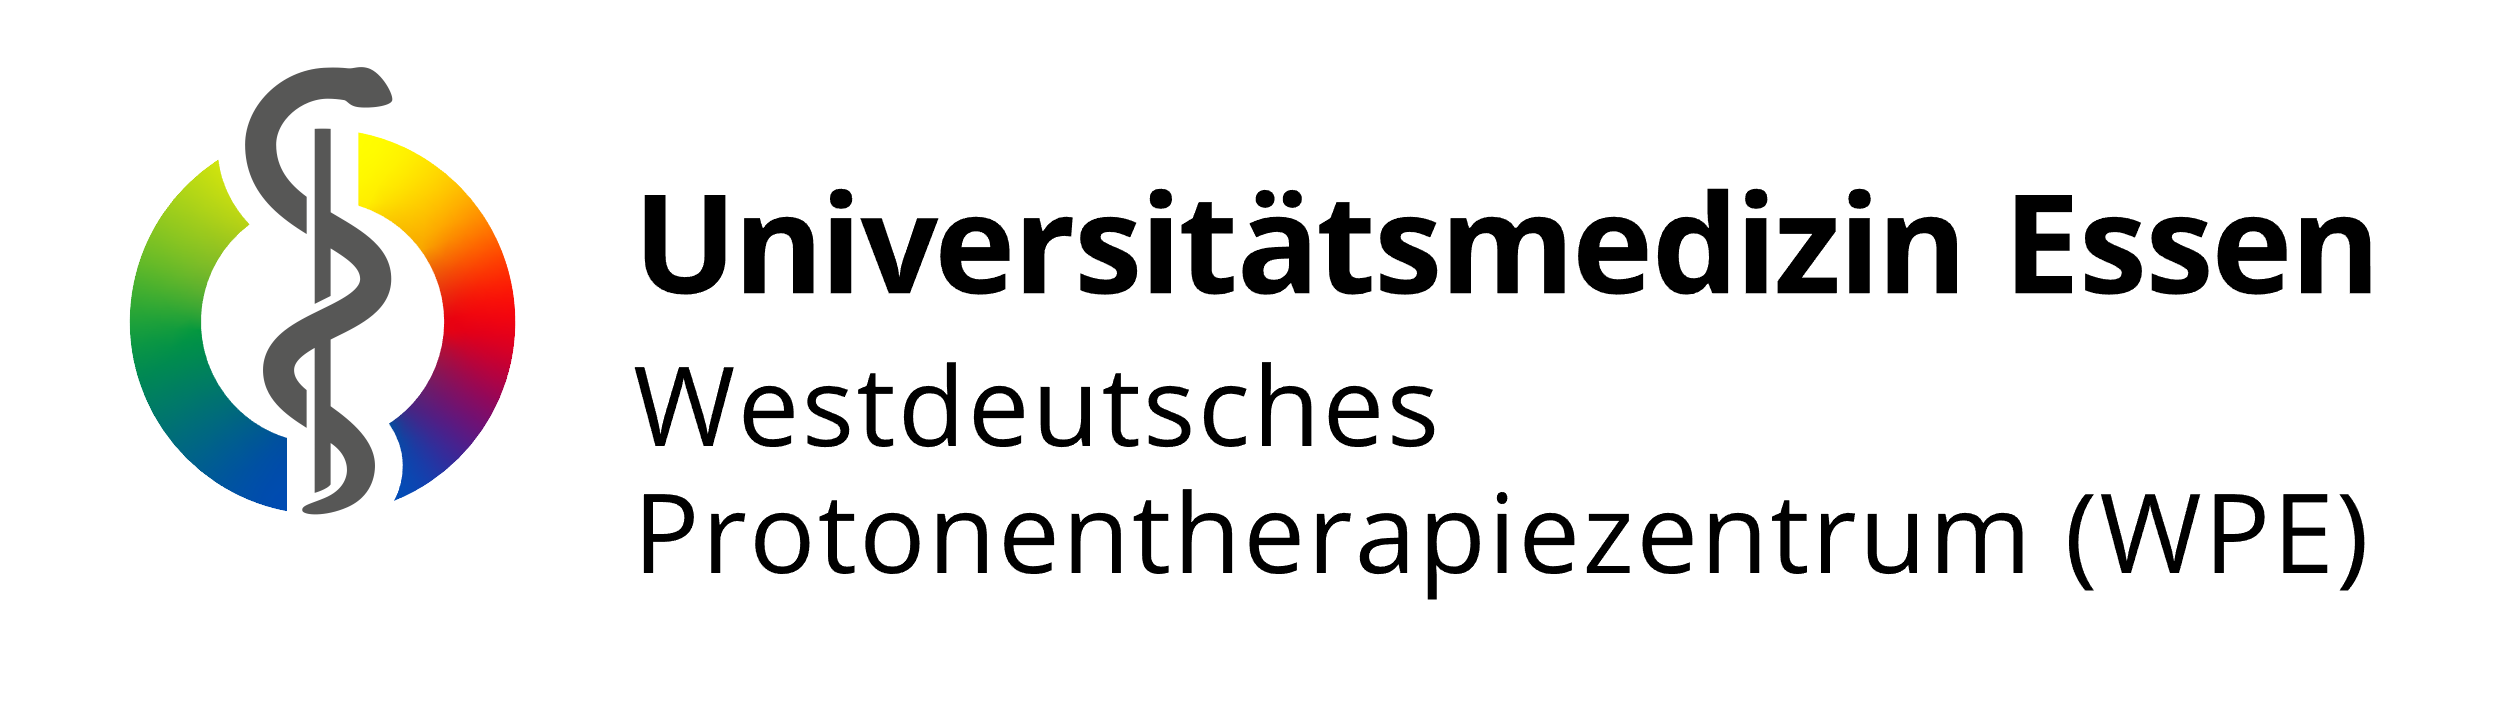 Universitätsmedizin Essen
Westdeutsches
Protonentherapiezentrum (WPE)